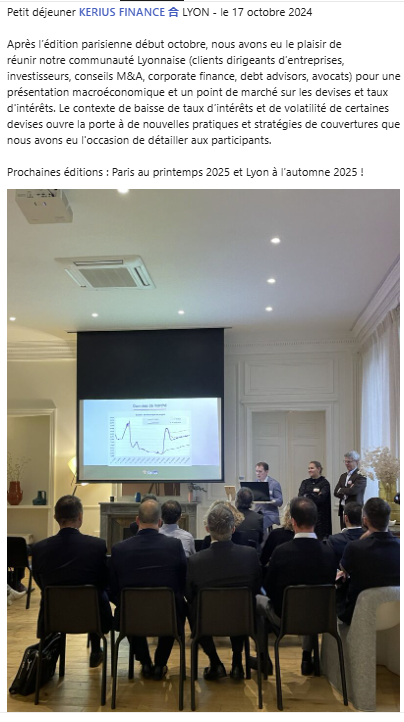 Petit déjeuner KERIUS FINANCE 合 LYON - le 17 octobre 2024
Après l'édition parisienne début octobre, nous avons eu le plaisir de
réunir notre communauté Lyonnaise (clients dirigeants d'entreprises,
investisseurs, conseils M&A, corporate finance, debt advisors, avocats) pour une
présentation macroéconomique et un point de marché sur les devises et taux
d'intérêts. Le contexte de baisse de taux d'intérêts et de volatilité de certaines
devises ouvre la porte à de nouvelles pratiques et stratégies de couvertures que
nous avons eu l'occasion de détailler aux participants.
Prochaines éditions : Paris au printemps 2025 et Lyon à l'automne 2025 !